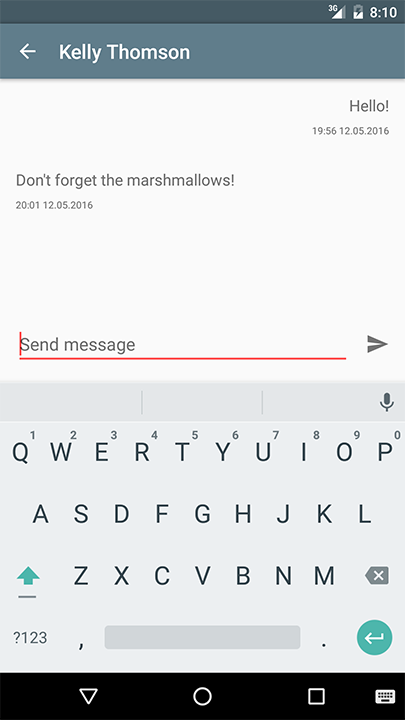 3G 8:10
Kelly Thomson
Hello!
19:56 12.05.2016
Don't forget the marshmallows!
20:01 12.05.2016
Send message
1 2 3 4 5 6 7 8 9 0
Q W E R T Y U I O P
A S D F G H J K L
Z X C V B N M
?123 , .